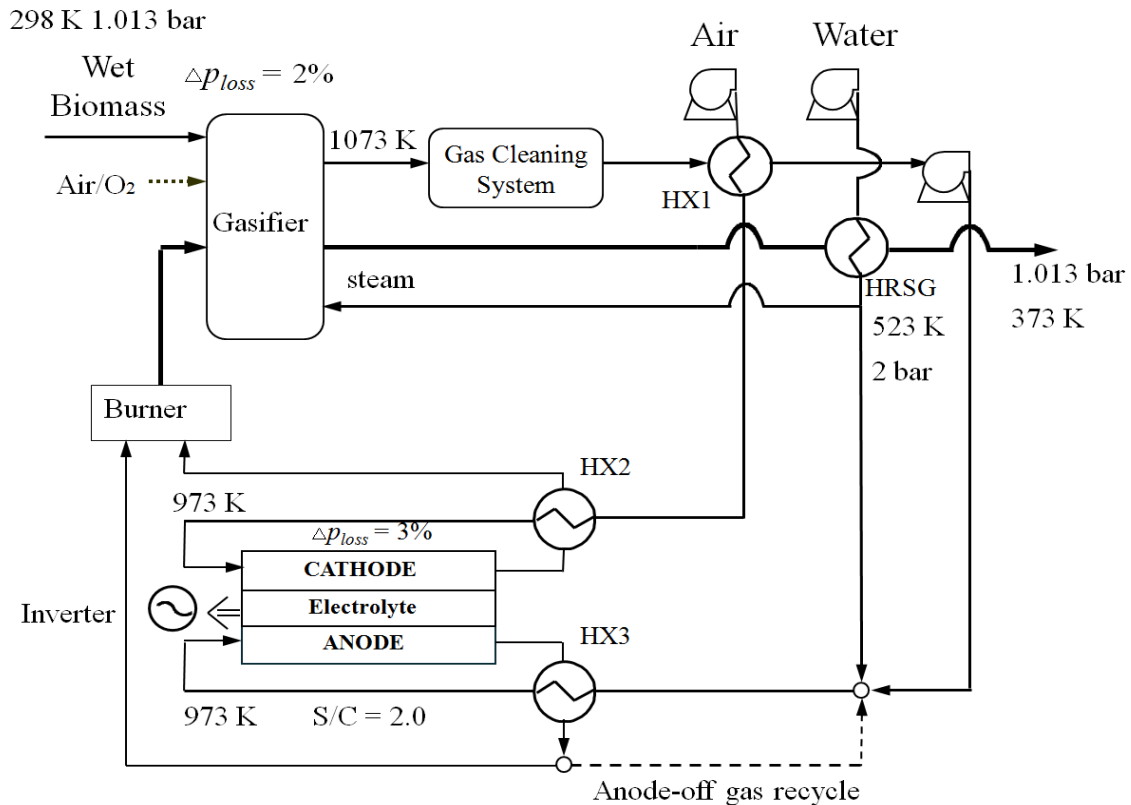 298 K 1.013 bar
Wet
Biomass
△p_loss = 2%
Air
Water
Air/O₂
1073 K
Gas Cleaning
System
HX1
Gasifier
steam
HRSG
523 K
2 bar
1.013 bar
373 K
Burner
HX2
973 K
△p_loss = 3%
CATHODE
Electrolyte
ANODE
Inverter
HX3
973 K
S/C = 2.0
Anode-off gas recycle